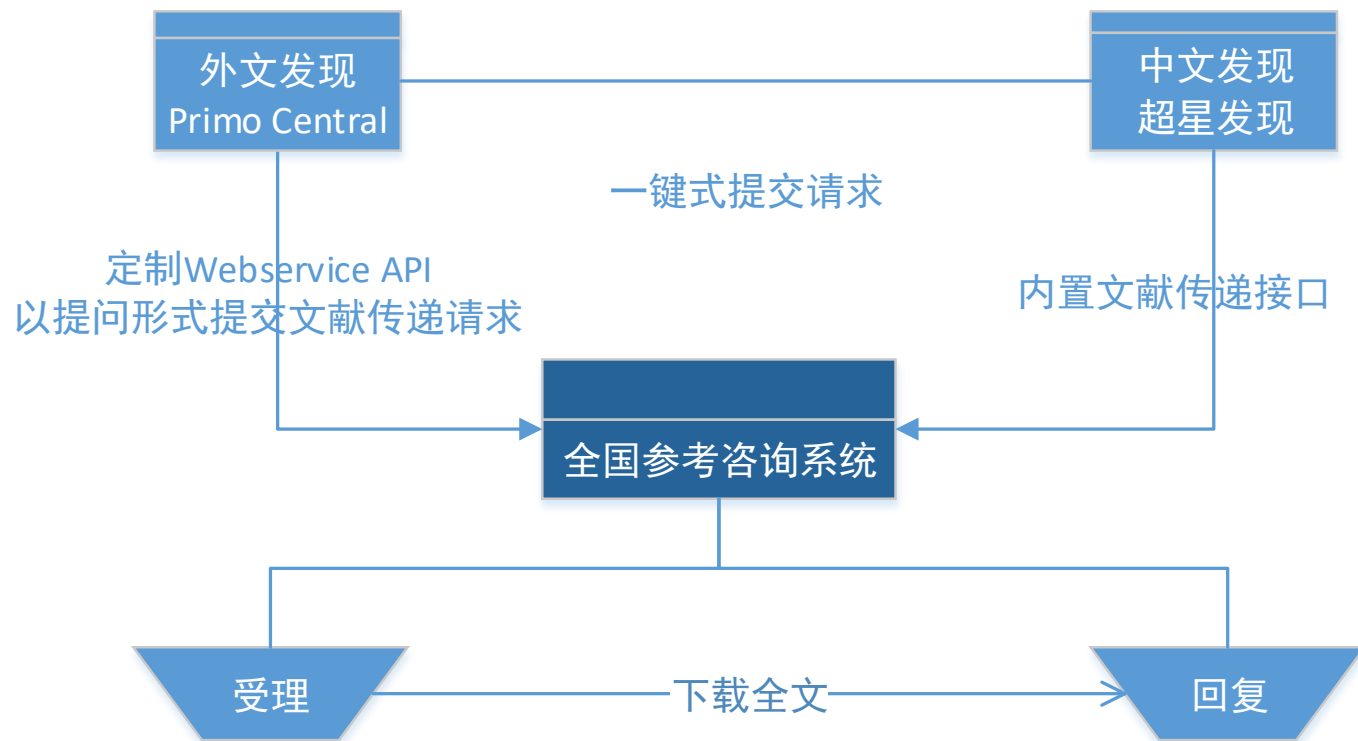 外文发现
Primo Central
中文发现
超星发现
一键式提交请求
定制Webservice API
以提问形式提交文献传递请求
内置文献传递接口
全国参考咨询系统
受理
下载全文
回复